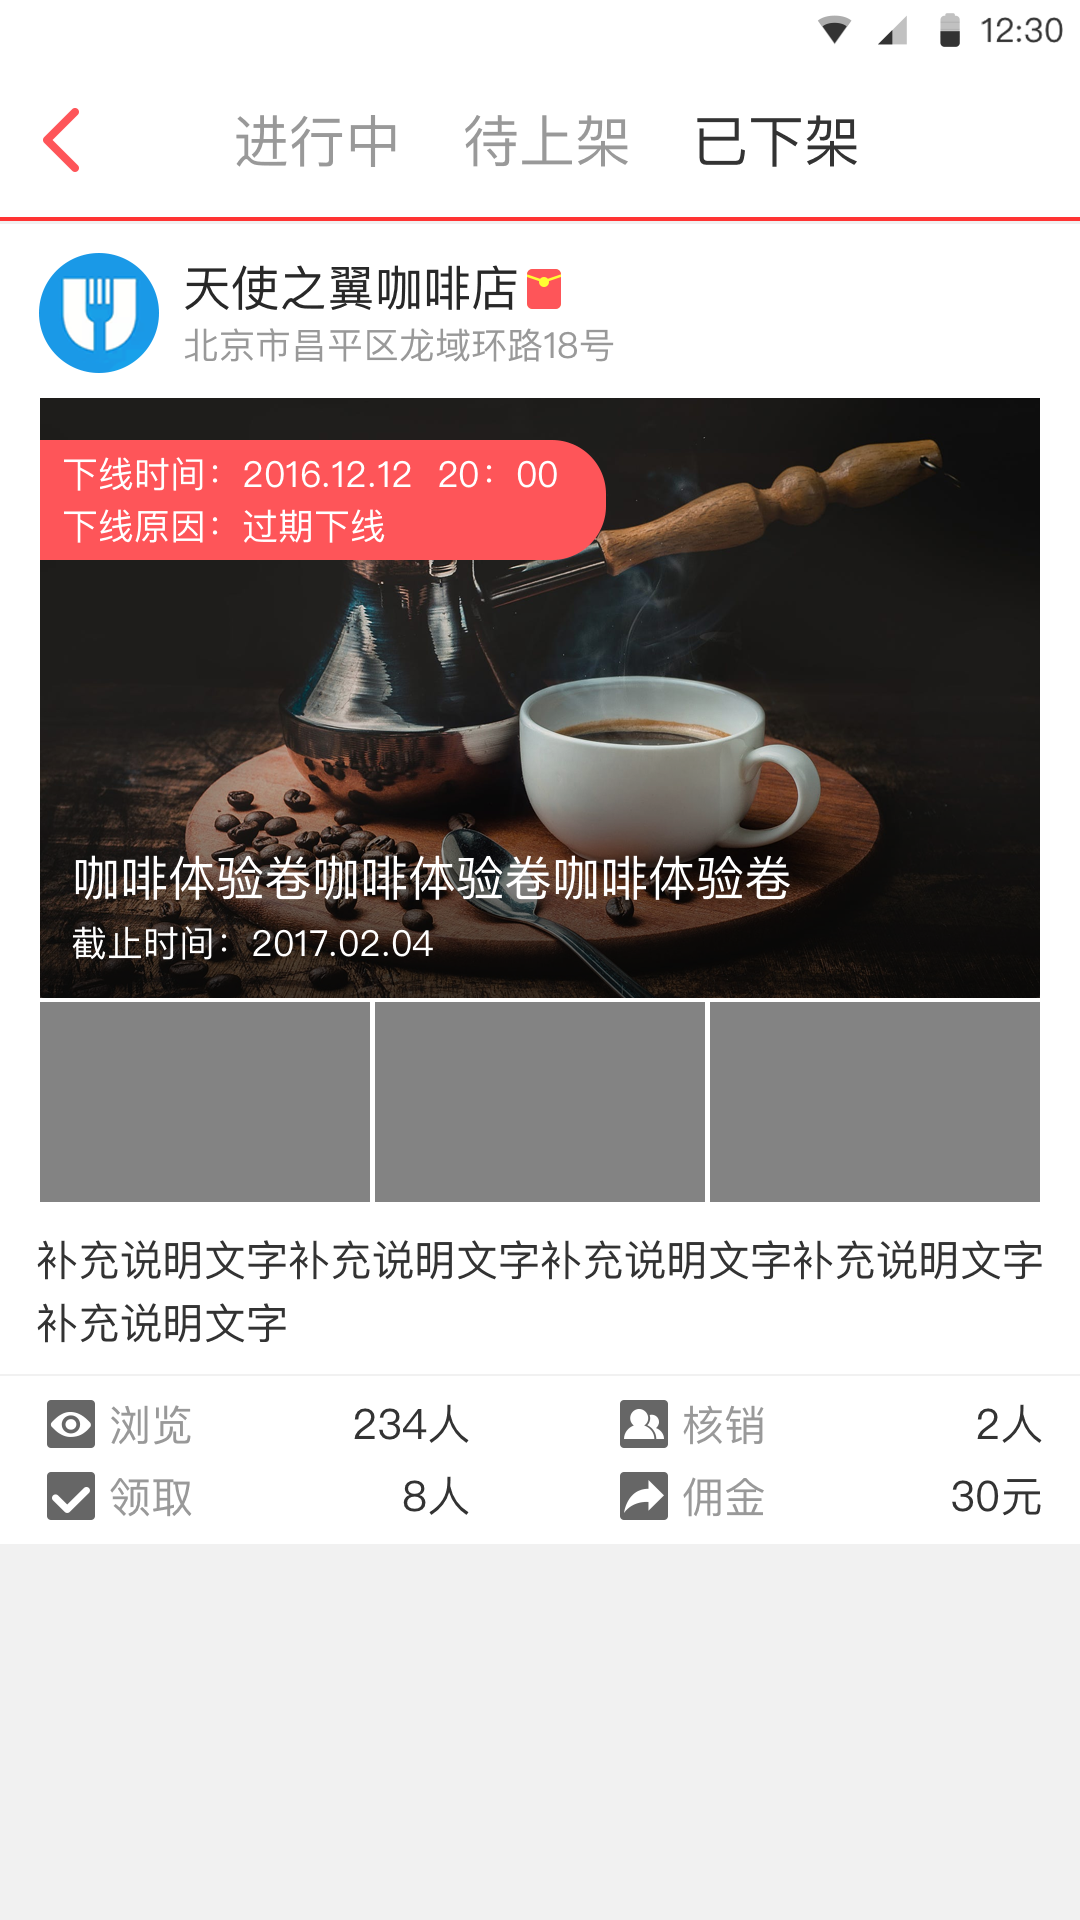 12:30
进行中 待上架 已下架
天使之翼咖啡店
北京市昌平区龙域环路18号
下线时间：2016.12.12 20：00
下线原因：过期下线
咖啡体验卷咖啡体验卷咖啡体验卷
截止时间：2017.02.04
补充说明文字补充说明文字补充说明文字补充说明文字
补充说明文字
浏览 234人 核销 2人
领取 8人 佣金 30元